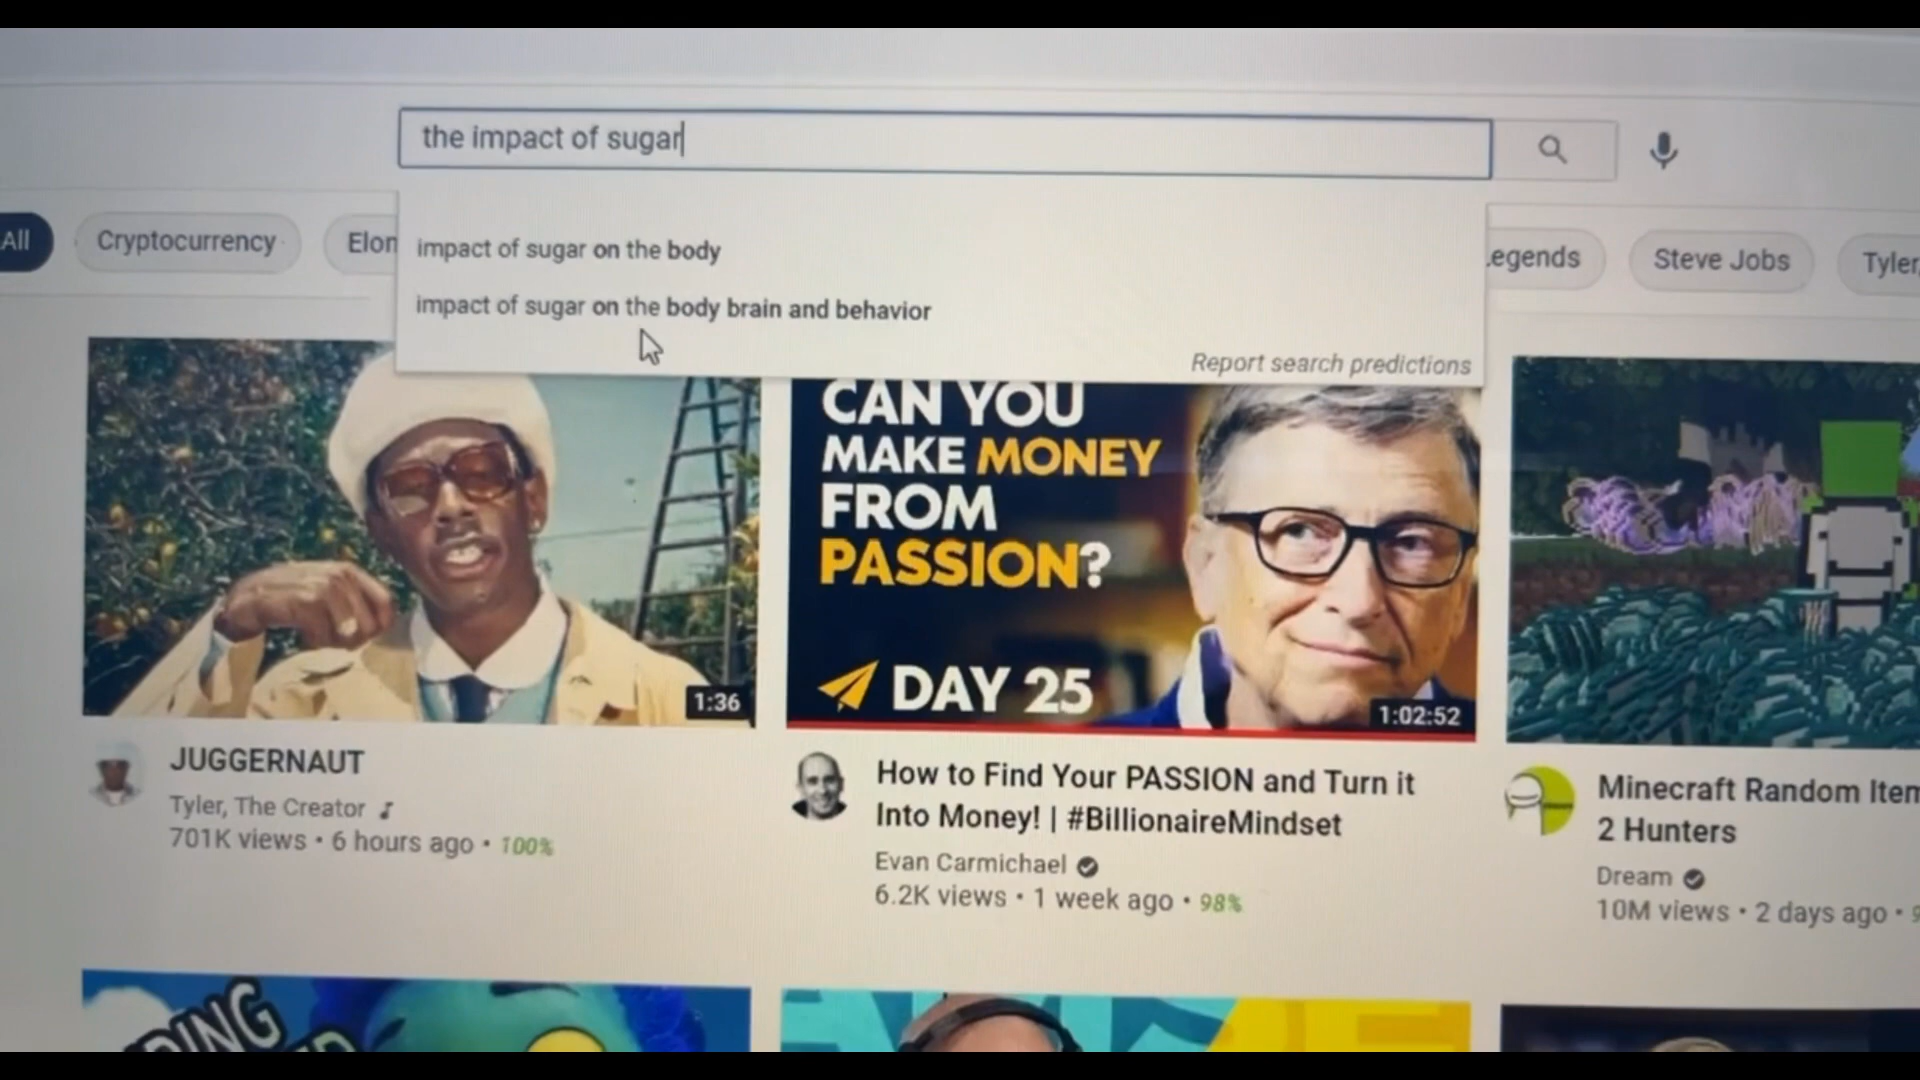 the impact of sugar
All
Cryptocurrency
Elon
egends
Steve Jobs
Tyler,
impact of sugar on the body
impact of sugar on the body brain and behavior
Report search predictions
CAN YOU
MAKE MONEY
FROM
PASSION?
DAY 25
1:36
1:02:52
JUGGERNAUT
Tyler, The Creator
701K views • 6 hours ago • 100%
How to Find Your PASSION and Turn it
Into Money! | #BillionaireMindset
Evan Carmichael
6.2K views • 1 week ago • 98%
Minecraft Random Item
2 Hunters
Dream
10M views • 2 days ago • 9
DING